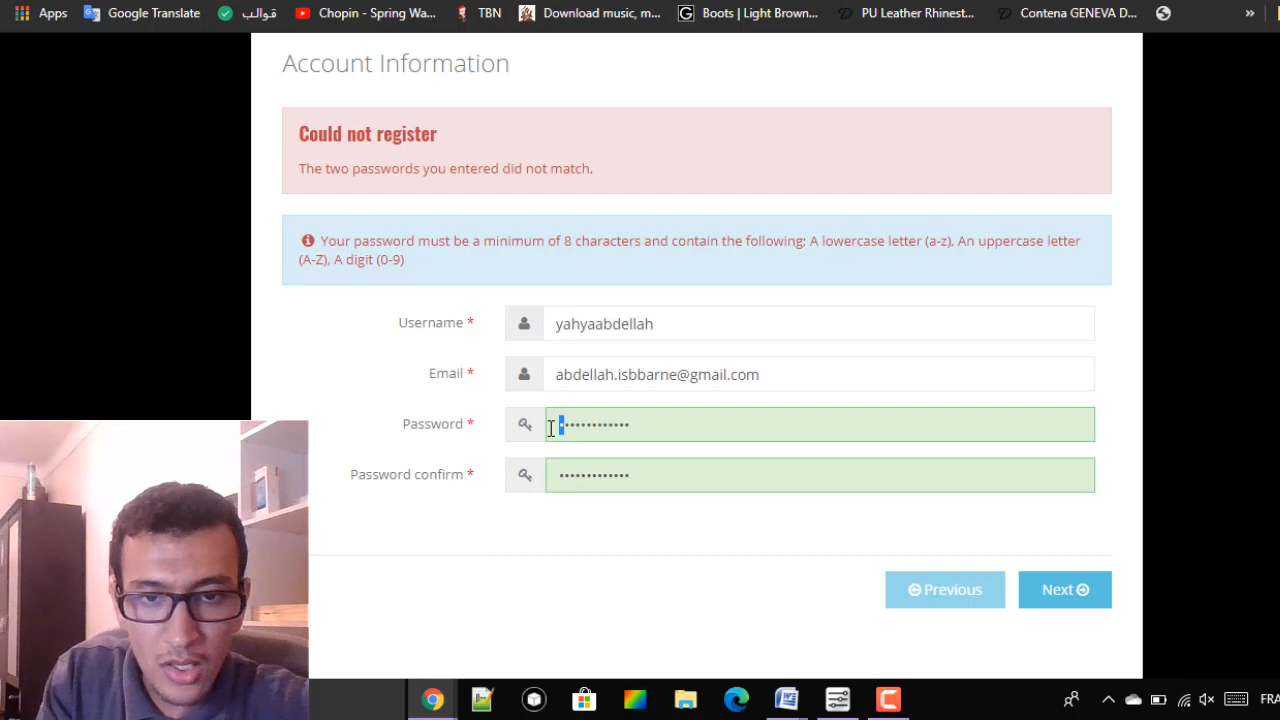 Apps Google Translate قوالب Chopin - Spring Wa... TBN Download music, m... Boots | Light Brown... PU Leather Rhinest... Contena GENEVA D... »
Account Information
Could not register
The two passwords you entered did not match.
Your password must be a minimum of 8 characters and contain the following: A lowercase letter (a-z), An uppercase letter
(A-Z), A digit (0-9)
Username * yahyaabdellah
Email * abdellah.isbbarne@gmail.com
Password * •••••••••••••
Password confirm * •••••••••••••
Previous Next
FRA